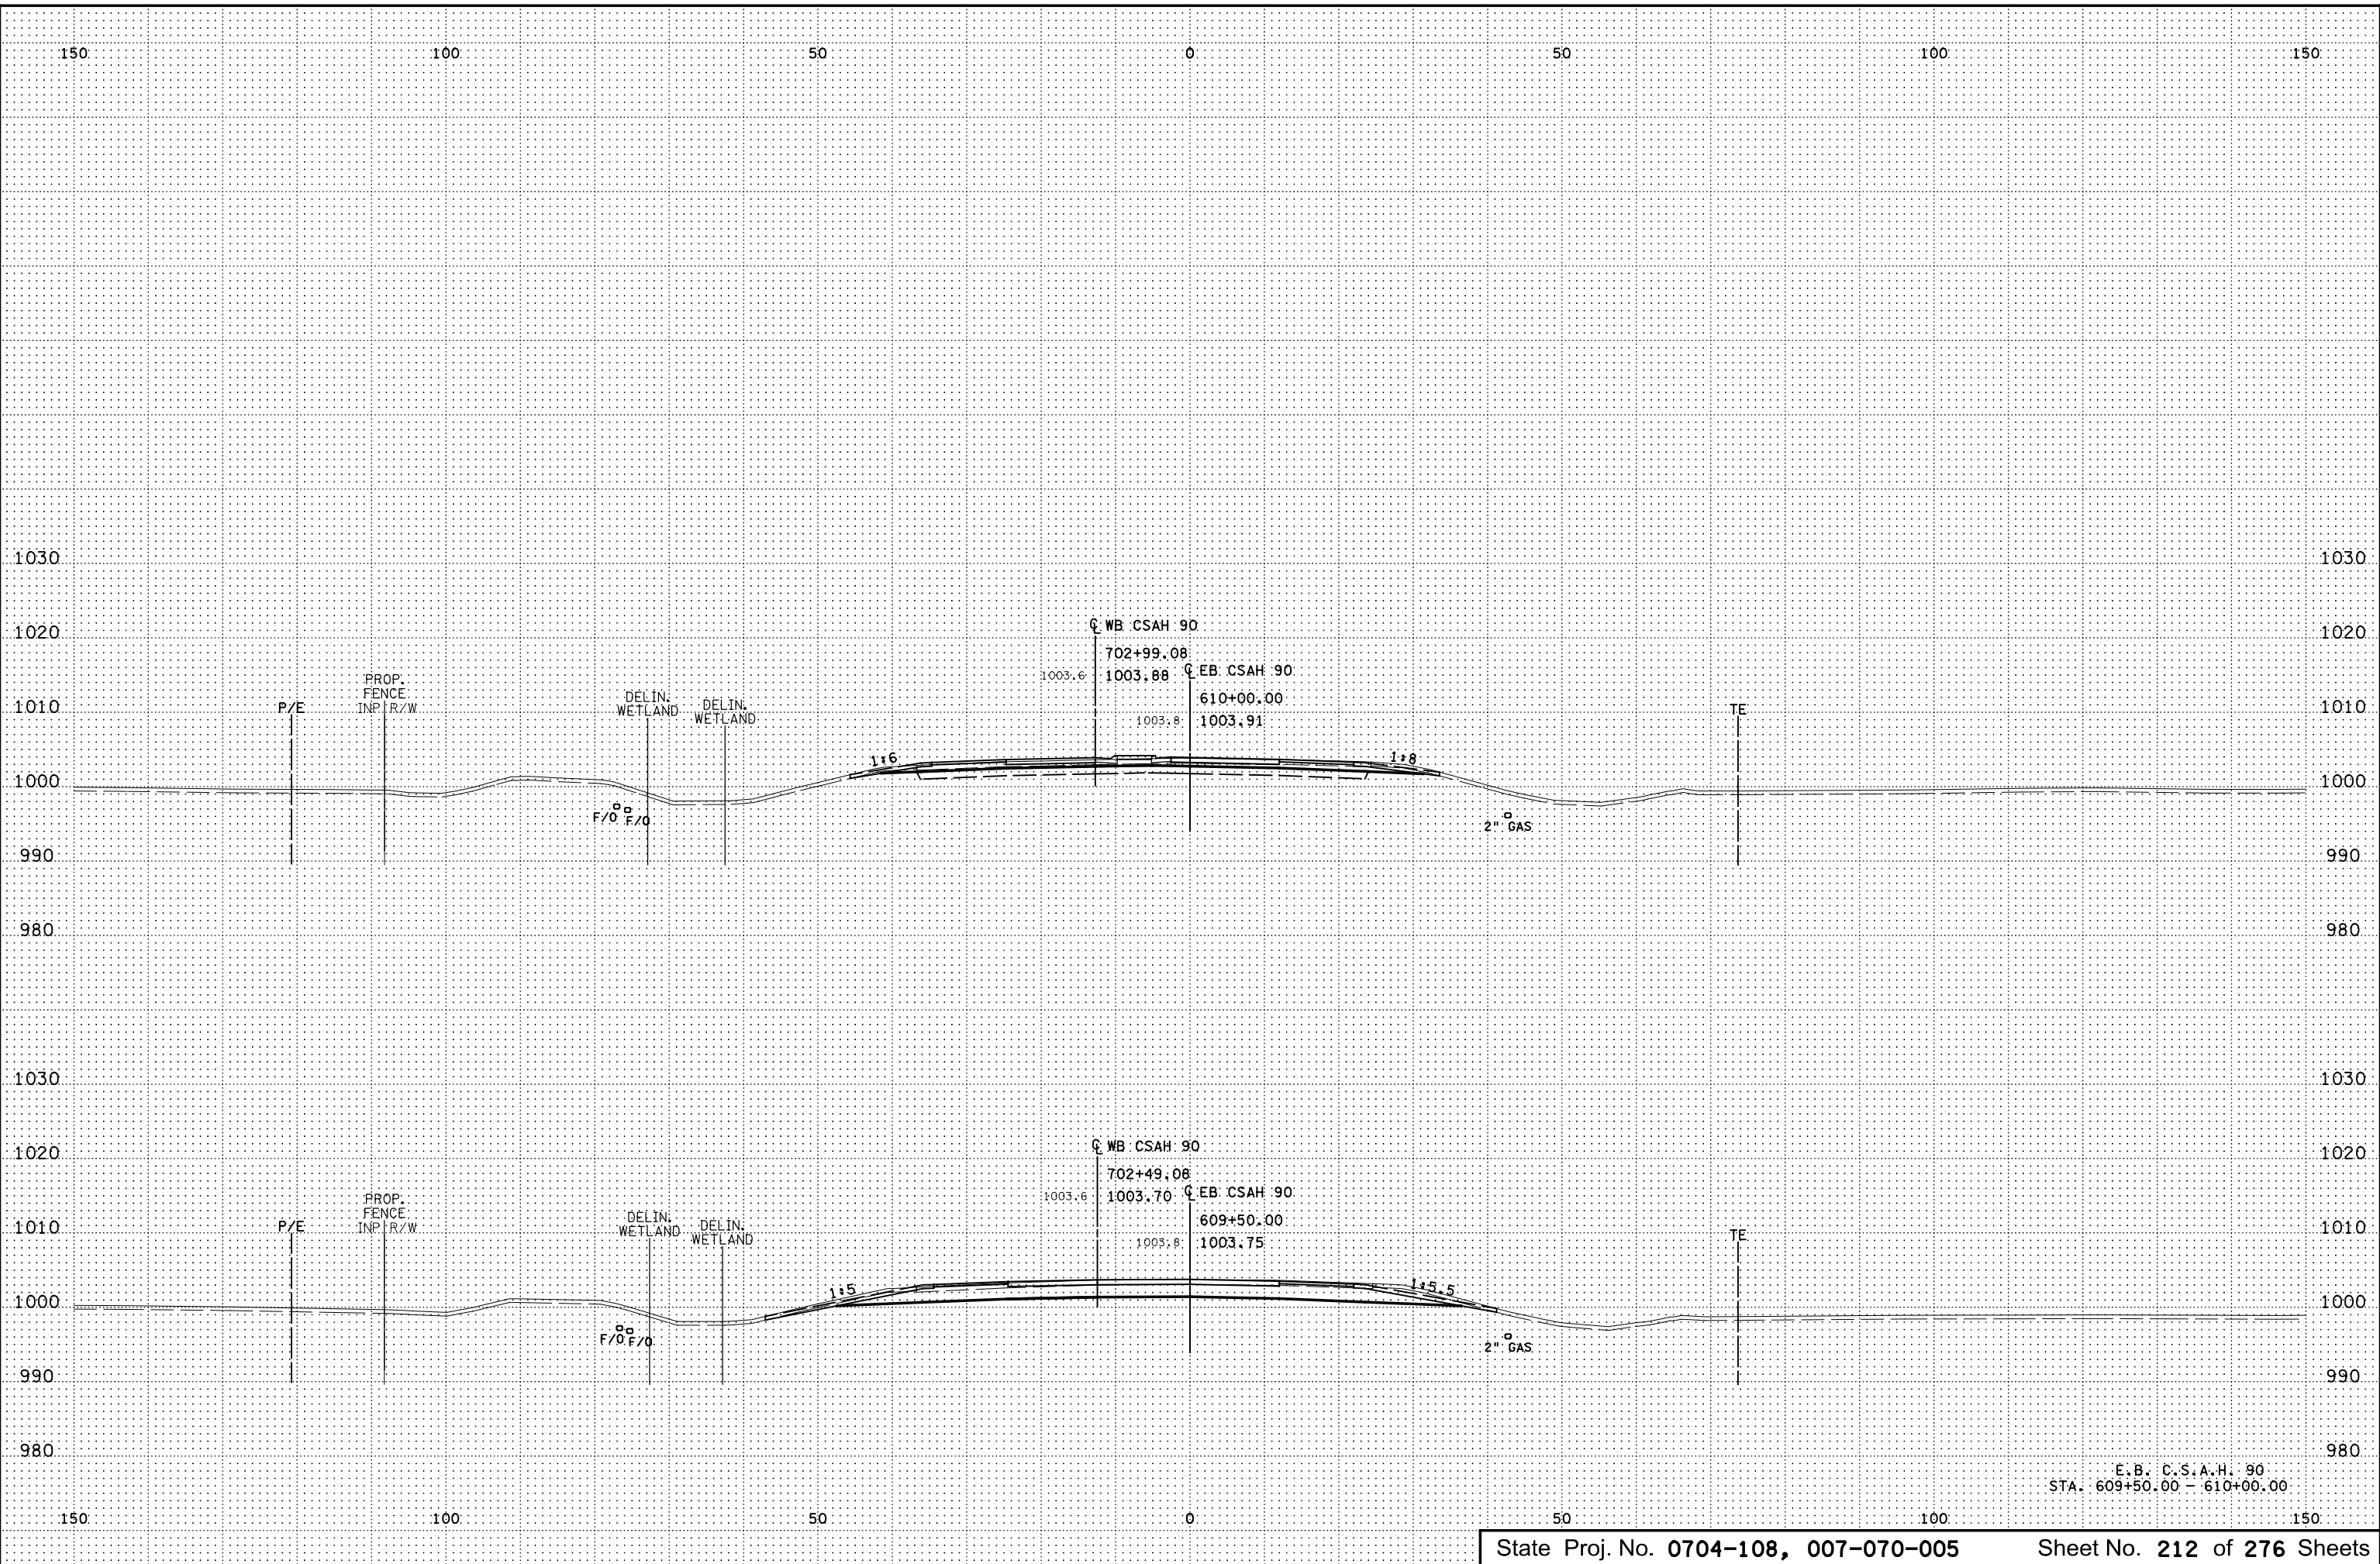 150 100 50 0 50 100 150
1030 1030
1020 1020
℄ WB CSAH 90
702+99.08
1003.6 1003.88
℄ EB CSAH 90
610+00.00
1003.8 1003.91
PROP.
FENCE
INP R/W
P/E
DELIN.
WETLAND
DELIN.
WETLAND
TE
1010 1010
1:6
1:8
1000 1000
F/O
F/O
2" GAS
990 990
980 980
1030 1030
1020 1020
℄ WB CSAH 90
702+49.08
1003.6 1003.70
℄ EB CSAH 90
609+50.00
1003.8 1003.75
PROP.
FENCE
INP R/W
P/E
DELIN.
WETLAND
DELIN.
WETLAND
TE
1010 1010
1:5
1:5.5
1000 1000
F/O
F/O
2" GAS
990 990
980 980
E.B. C.S.A.H. 90
STA. 609+50.00 - 610+00.00
150 100 50 0 50 100 150
State Proj. No. 0704-108, 007-070-005 Sheet No. 212 of 276 Sheets